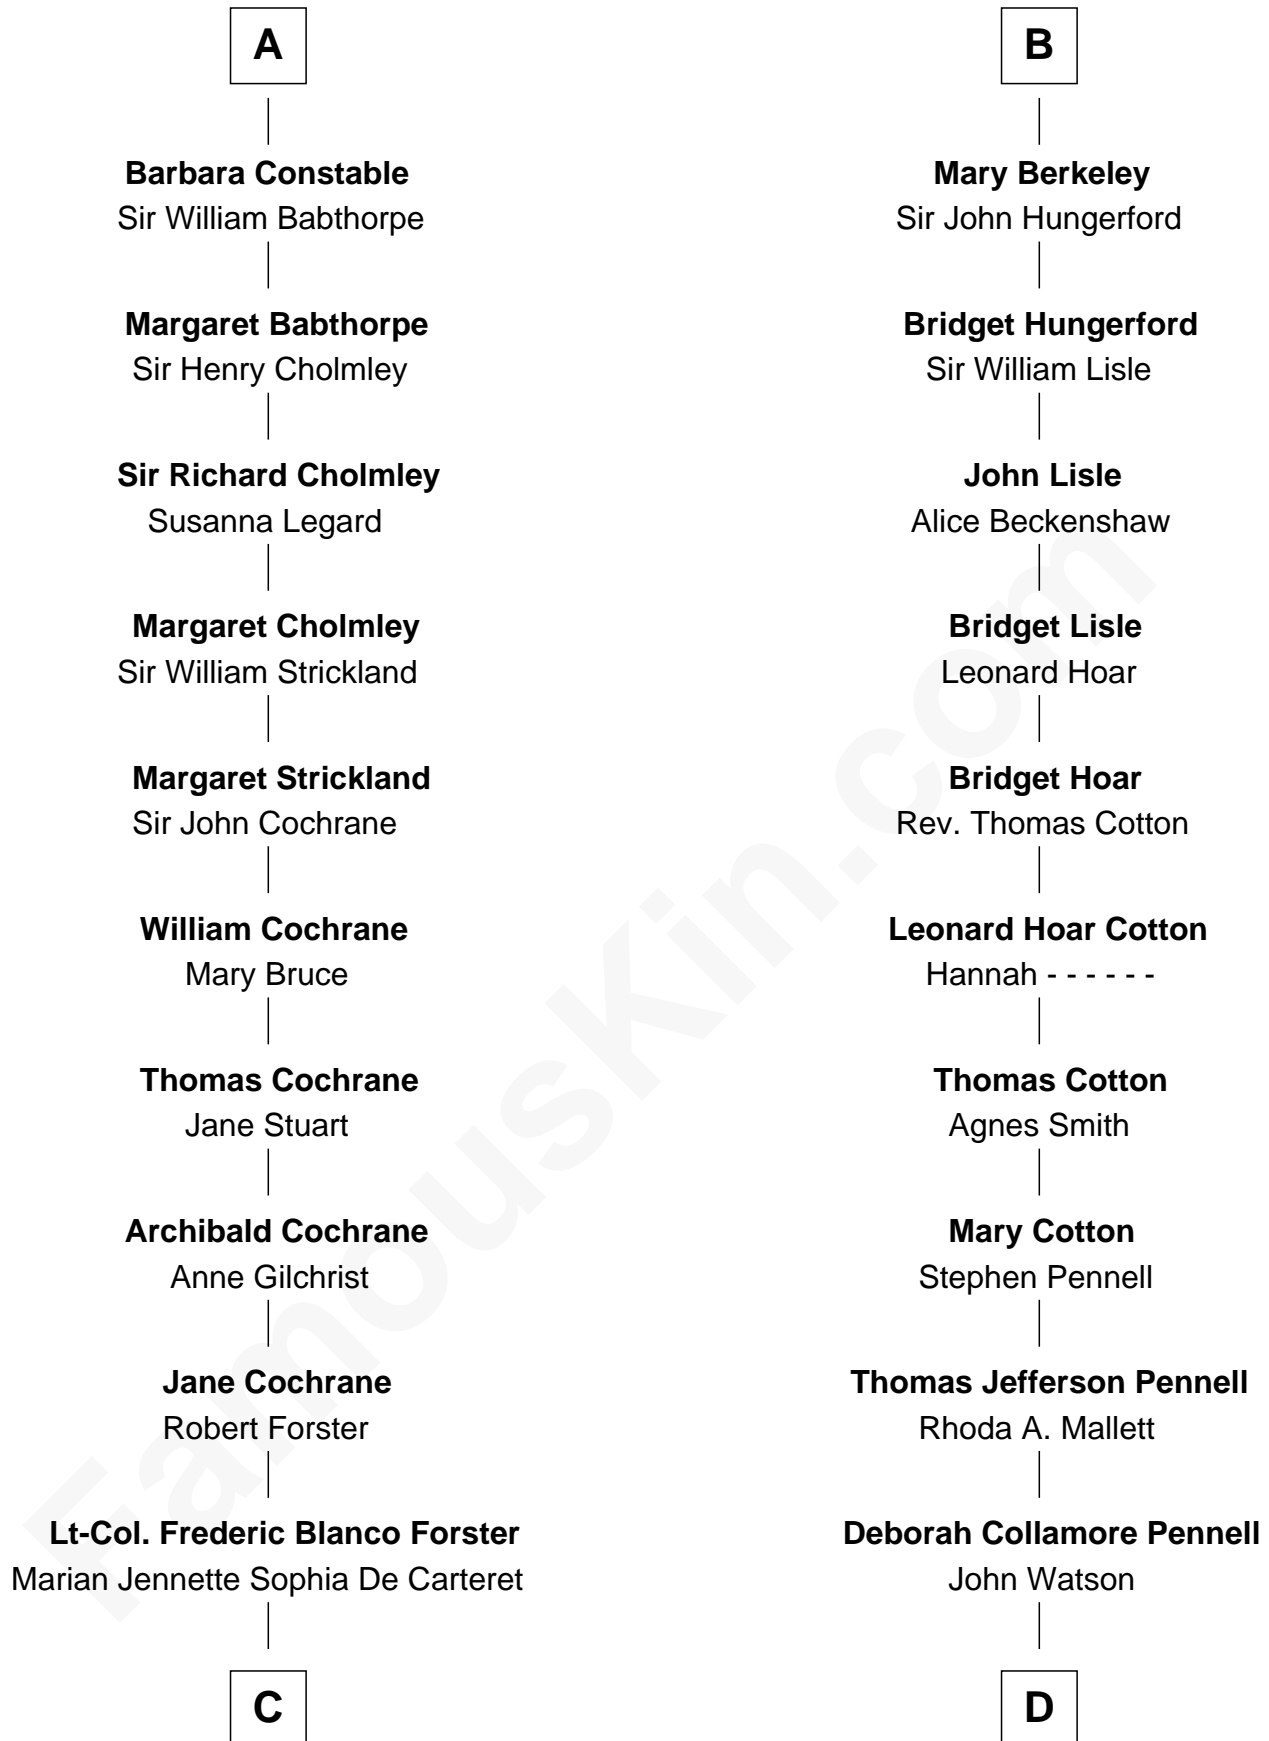 A
Barbara Constable
Sir William Babthorpe
Margaret Babthorpe
Sir Henry Cholmley
Sir Richard Cholmley
Susanna Legard
Margaret Cholmley
Sir William Strickland
Margaret Strickland
Sir John Cochrane
William Cochrane
Mary Bruce
Thomas Cochrane
Jane Stuart
Archibald Cochrane
Anne Gilchrist
Jane Cochrane
Robert Forster
Lt-Col. Frederic Blanco Forster
Marian Jennette Sophia De Carteret
C
B
Mary Berkeley
Sir John Hungerford
Bridget Hungerford
Sir William Lisle
John Lisle
Alice Beckenshaw
Bridget Lisle
Leonard Hoar
Bridget Hoar
Rev. Thomas Cotton
Leonard Hoar Cotton
Hannah - - - - - -
Thomas Cotton
Agnes Smith
Mary Cotton
Stephen Pennell
Thomas Jefferson Pennell
Rhoda A. Mallett
Deborah Collamore Pennell
John Watson
D
FamousKin.com